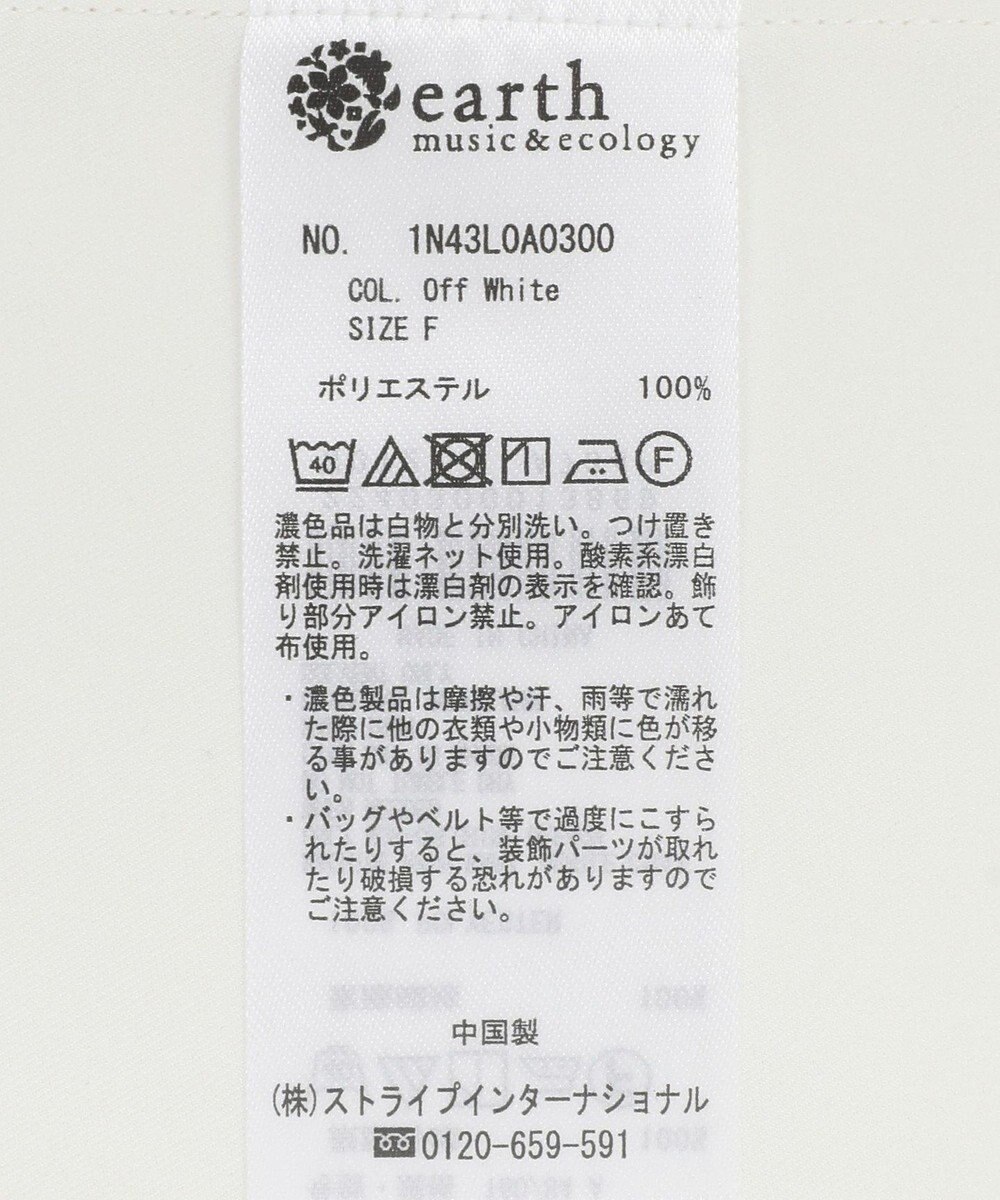 earth
music&ecology
NO. 1N43L0A0300
COL. Off White
SIZE F
ポリエステル 100%
40 F
濃色品は白物と分別洗い。つけ置き
禁止。洗濯ネット使用。酸素系漂白
剤使用時は漂白剤の表示を確認。飾
り部分アイロン禁止。アイロンあて
布使用。
・濃色製品は摩擦や汗、雨等で濡れ
た際に他の衣類や小物類に色が移
る事がありますのでご注意くださ
い。
・バッグやベルト等で過度にこすら
れたりすると、装飾パーツが取れ
たり破損する恐れがありますので
ご注意ください。
中国製
(株)ストライプインターナショナル
0120-659-591